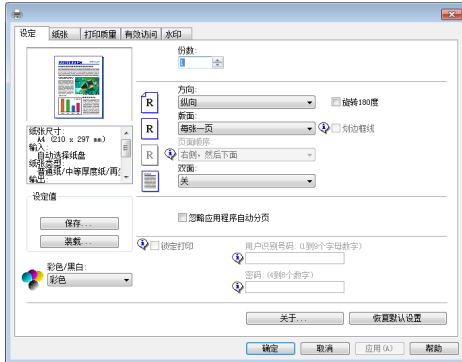 设定 纸张 打印质量 有效访问 水印
份数:
1
方向:
R 纵向 旋转180度
版面:
R 每张一页 划边框线
页面顺序:
R 右侧，然后下面
双面:
关
纸张尺寸:
A4 (210 x 297 mm)
输入:
自动选择纸盘
纸张类型:
普通纸/中等厚度纸/再生
输出:
设定值
保存...
装载...
彩色/黑白:
彩色
忽略应用程序自动分页
锁定打印
用户识别号码: (1到9个字母数字)
密码: (4到8个数字)
关于... 恢复默认设置
确定 取消 应用(A) 帮助